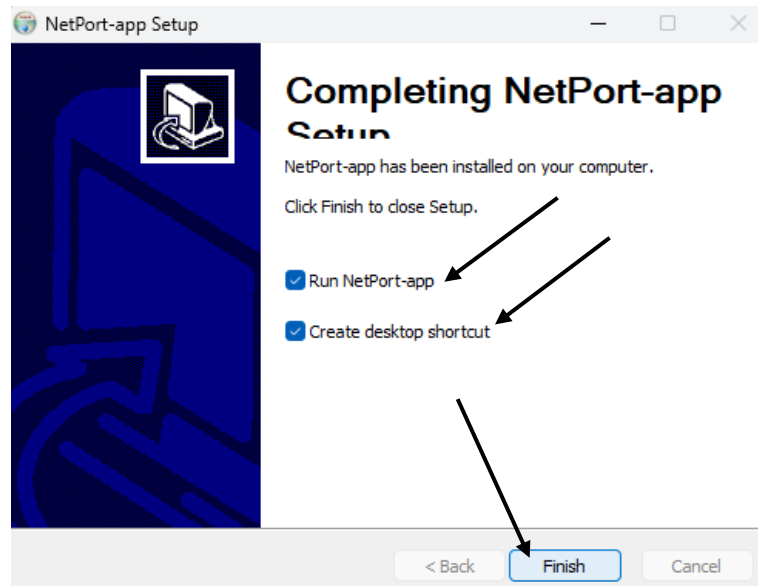 NetPort-app Setup
Completing NetPort-app
Setup
NetPort-app has been installed on your computer.
Click Finish to close Setup.
Run NetPort-app
Create desktop shortcut
< Back Finish Cancel